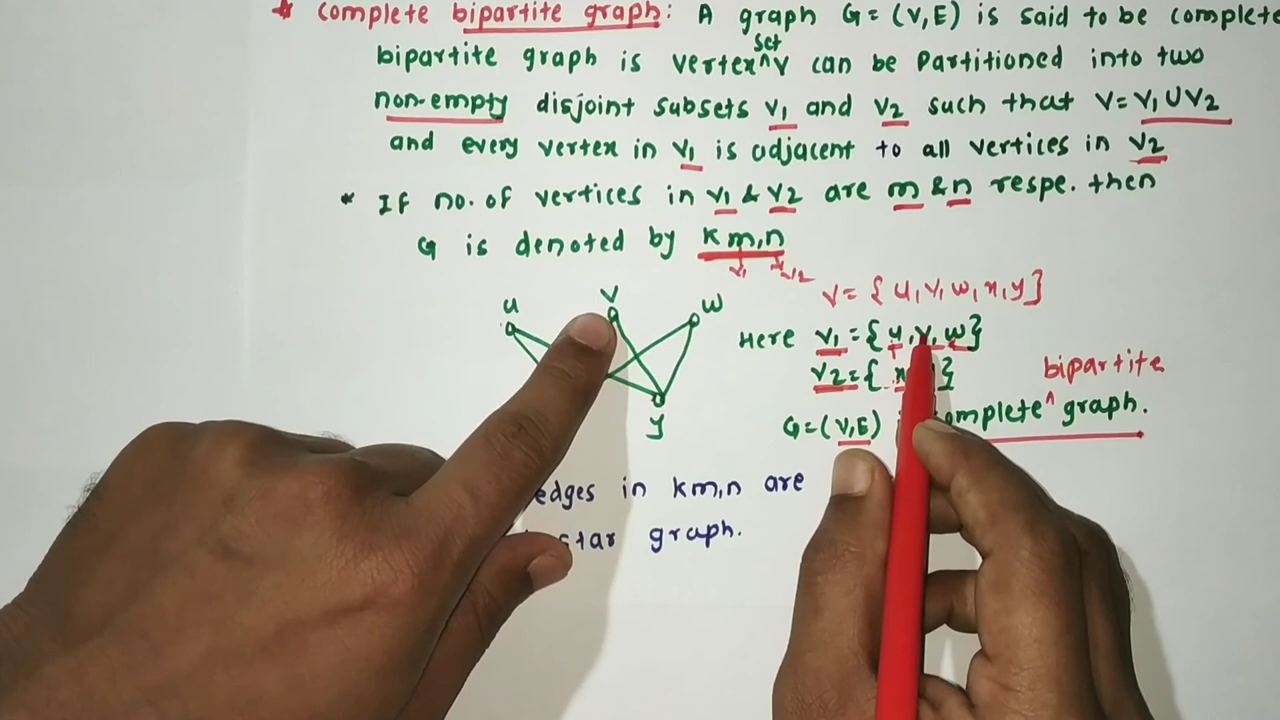 * Complete bipartite graph: A graph G = (V,E) is said to be complete
set
bipartite graph is vertex ^ V can be Partitioned into two
non-empty disjoint subsets V1 and V2 such that V = V1 U V2
and every vertex in V1 is adjacent to all vertices in V2
* If no. of vertices in V1 & V2 are m & n respe. then
G is denoted by Km,n
V1 V2
V = { u, v, w, x, y }
u v w
Here V1 = { u, v, w }
V2 = { x }
bipartite
G = (V,E) complete ^ graph.
y
edges in Km,n are
star graph.